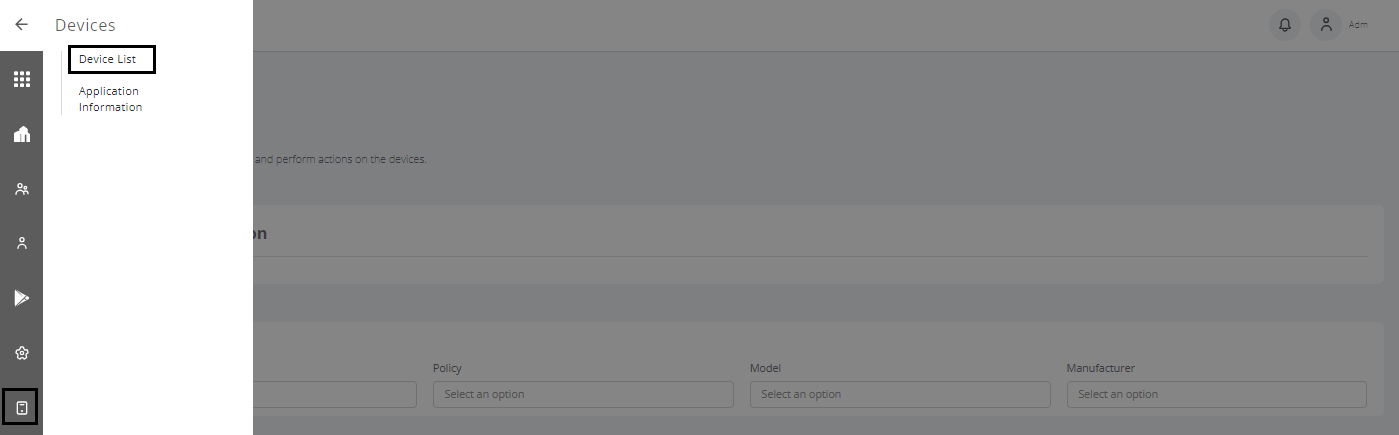 Devices
Adm
Device List
Application
Information
and perform actions on the devices.
on
Policy
Model
Manufacturer
Select an option
Select an option
Select an option